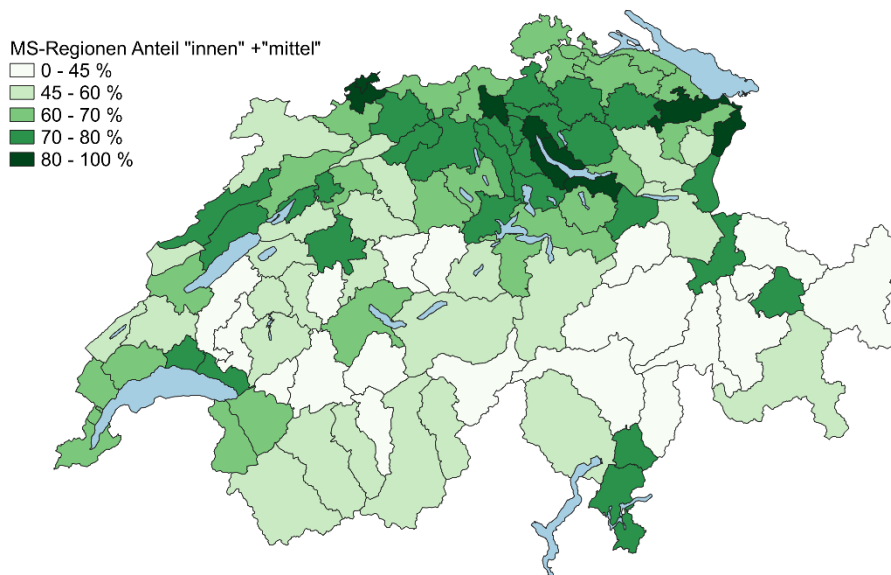 MS-Regionen Anteil "innen" +"mittel"
0 - 45 %
45 - 60 %
60 - 70 %
70 - 80 %
80 - 100 %